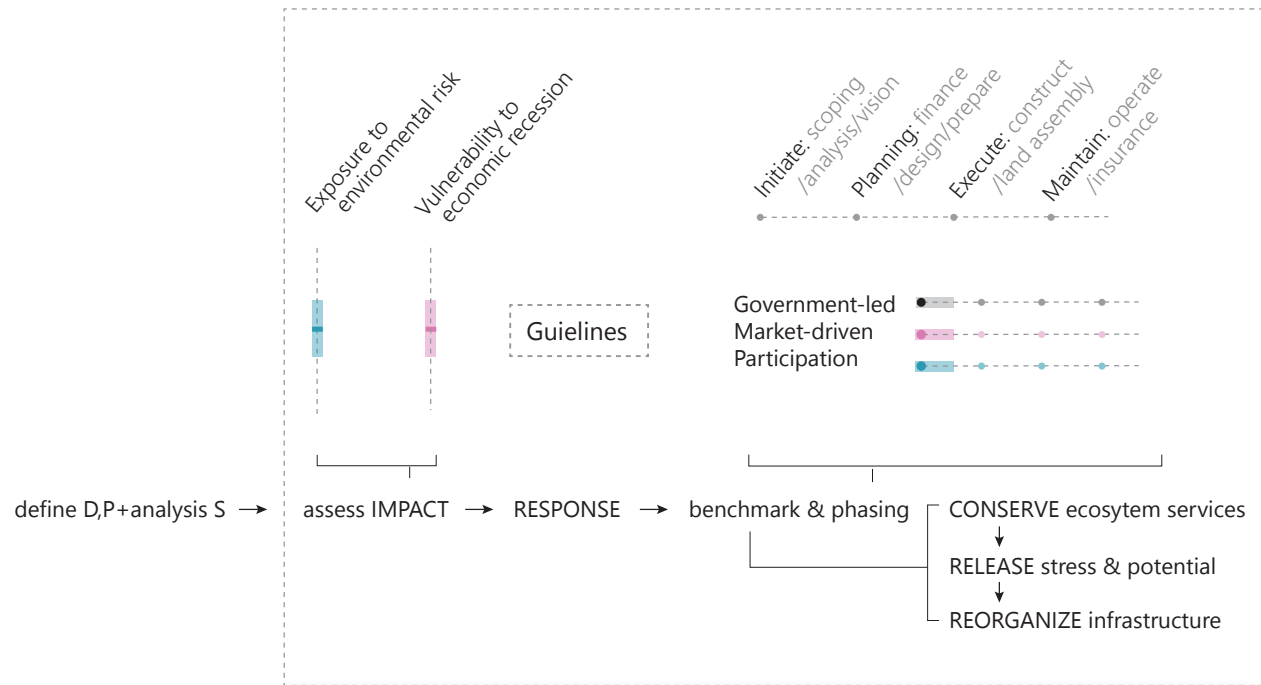 Exposure to
environmental risk
Vulnerability to
economic recession
Initiate: scoping
/analysis/vision
Planning: finance
/design/prepare
Execute: construct
/land assembly
Maintain: operate
/insurance
Guielines
Government-led
Market-driven
Participation
define D,P+analysis S
assess IMPACT
RESPONSE
benchmark & phasing
CONSERVE ecosytem services
RELEASE stress & potential
REORGANIZE infrastructure